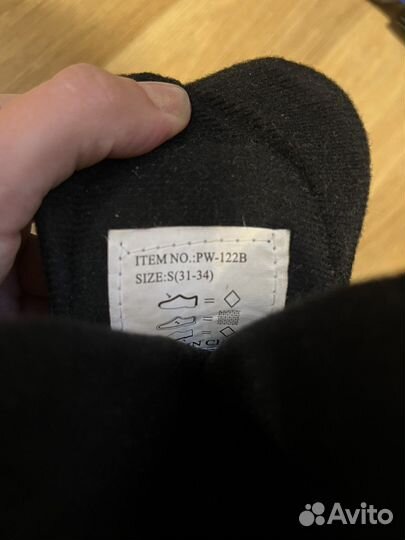 ITEM NO.:PW-122B
SIZE:S(31-34)
=
=
=
Avito